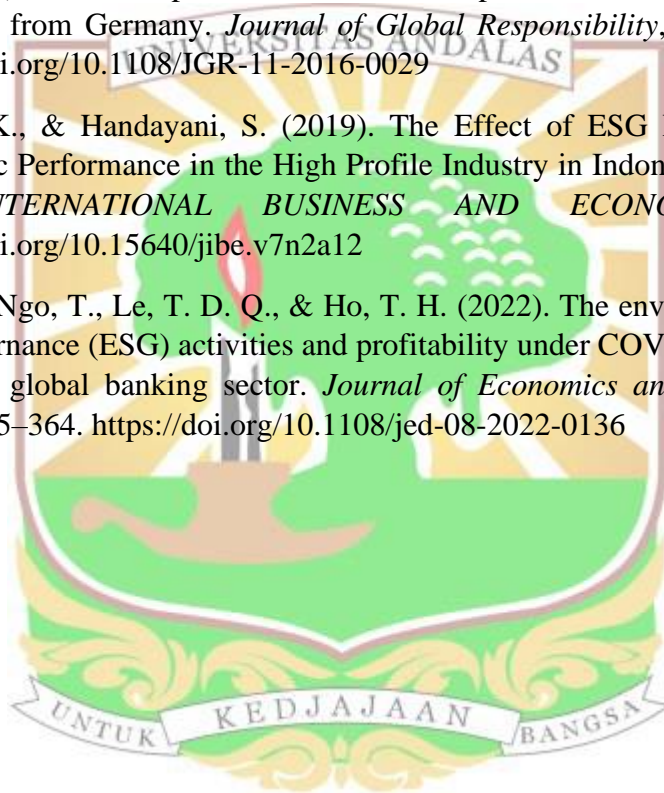 from Germany. Journal of Global Responsibility,
i.org/10.1108/JGR-11-2016-0029
UNIVERSITAS ANDALAS
K., & Handayani, S. (2019). The Effect of ESG
c Performance in the High Profile Industry in Indon
NTERNATIONAL BUSINESS AND ECONO
i.org/10.15640/jibe.v7n2a12
Ngo, T., Le, T. D. Q., & Ho, T. H. (2022). The env
rnance (ESG) activities and profitability under COV
global banking sector. Journal of Economics an
5–364. https://doi.org/10.1108/jed-08-2022-0136
UNTUK KEDJAJAAN BANGSA